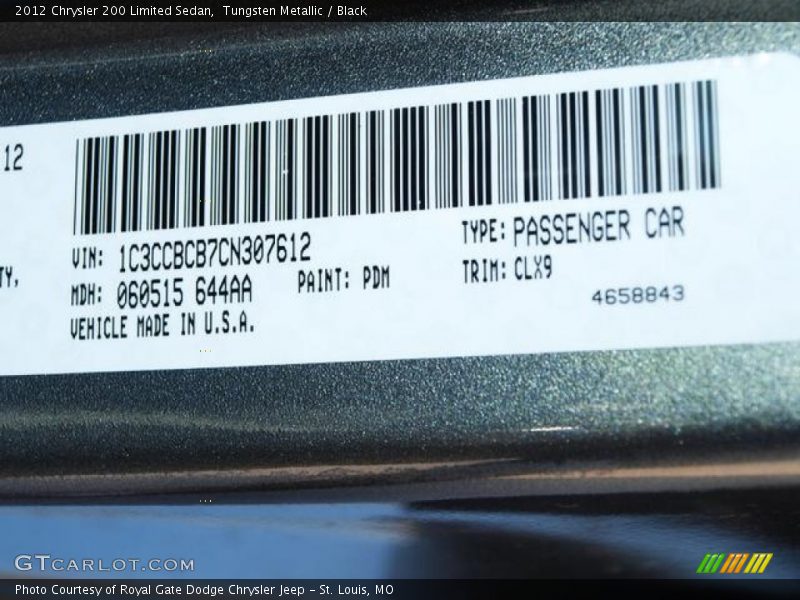 2012 Chrysler 200 Limited Sedan,  Tungsten Metallic / Black
12
VIN: 1C3CCBCB7CN307612
TYPE: PASSENGER CAR
TY,
MDH: 060515 644AA
PAINT: PDM
TRIM: CLX9
VEHICLE MADE IN U.S.A.
4658843
GTCARLOT.COM
Photo Courtesy of Royal Gate Dodge Chrysler Jeep - St. Louis, MO